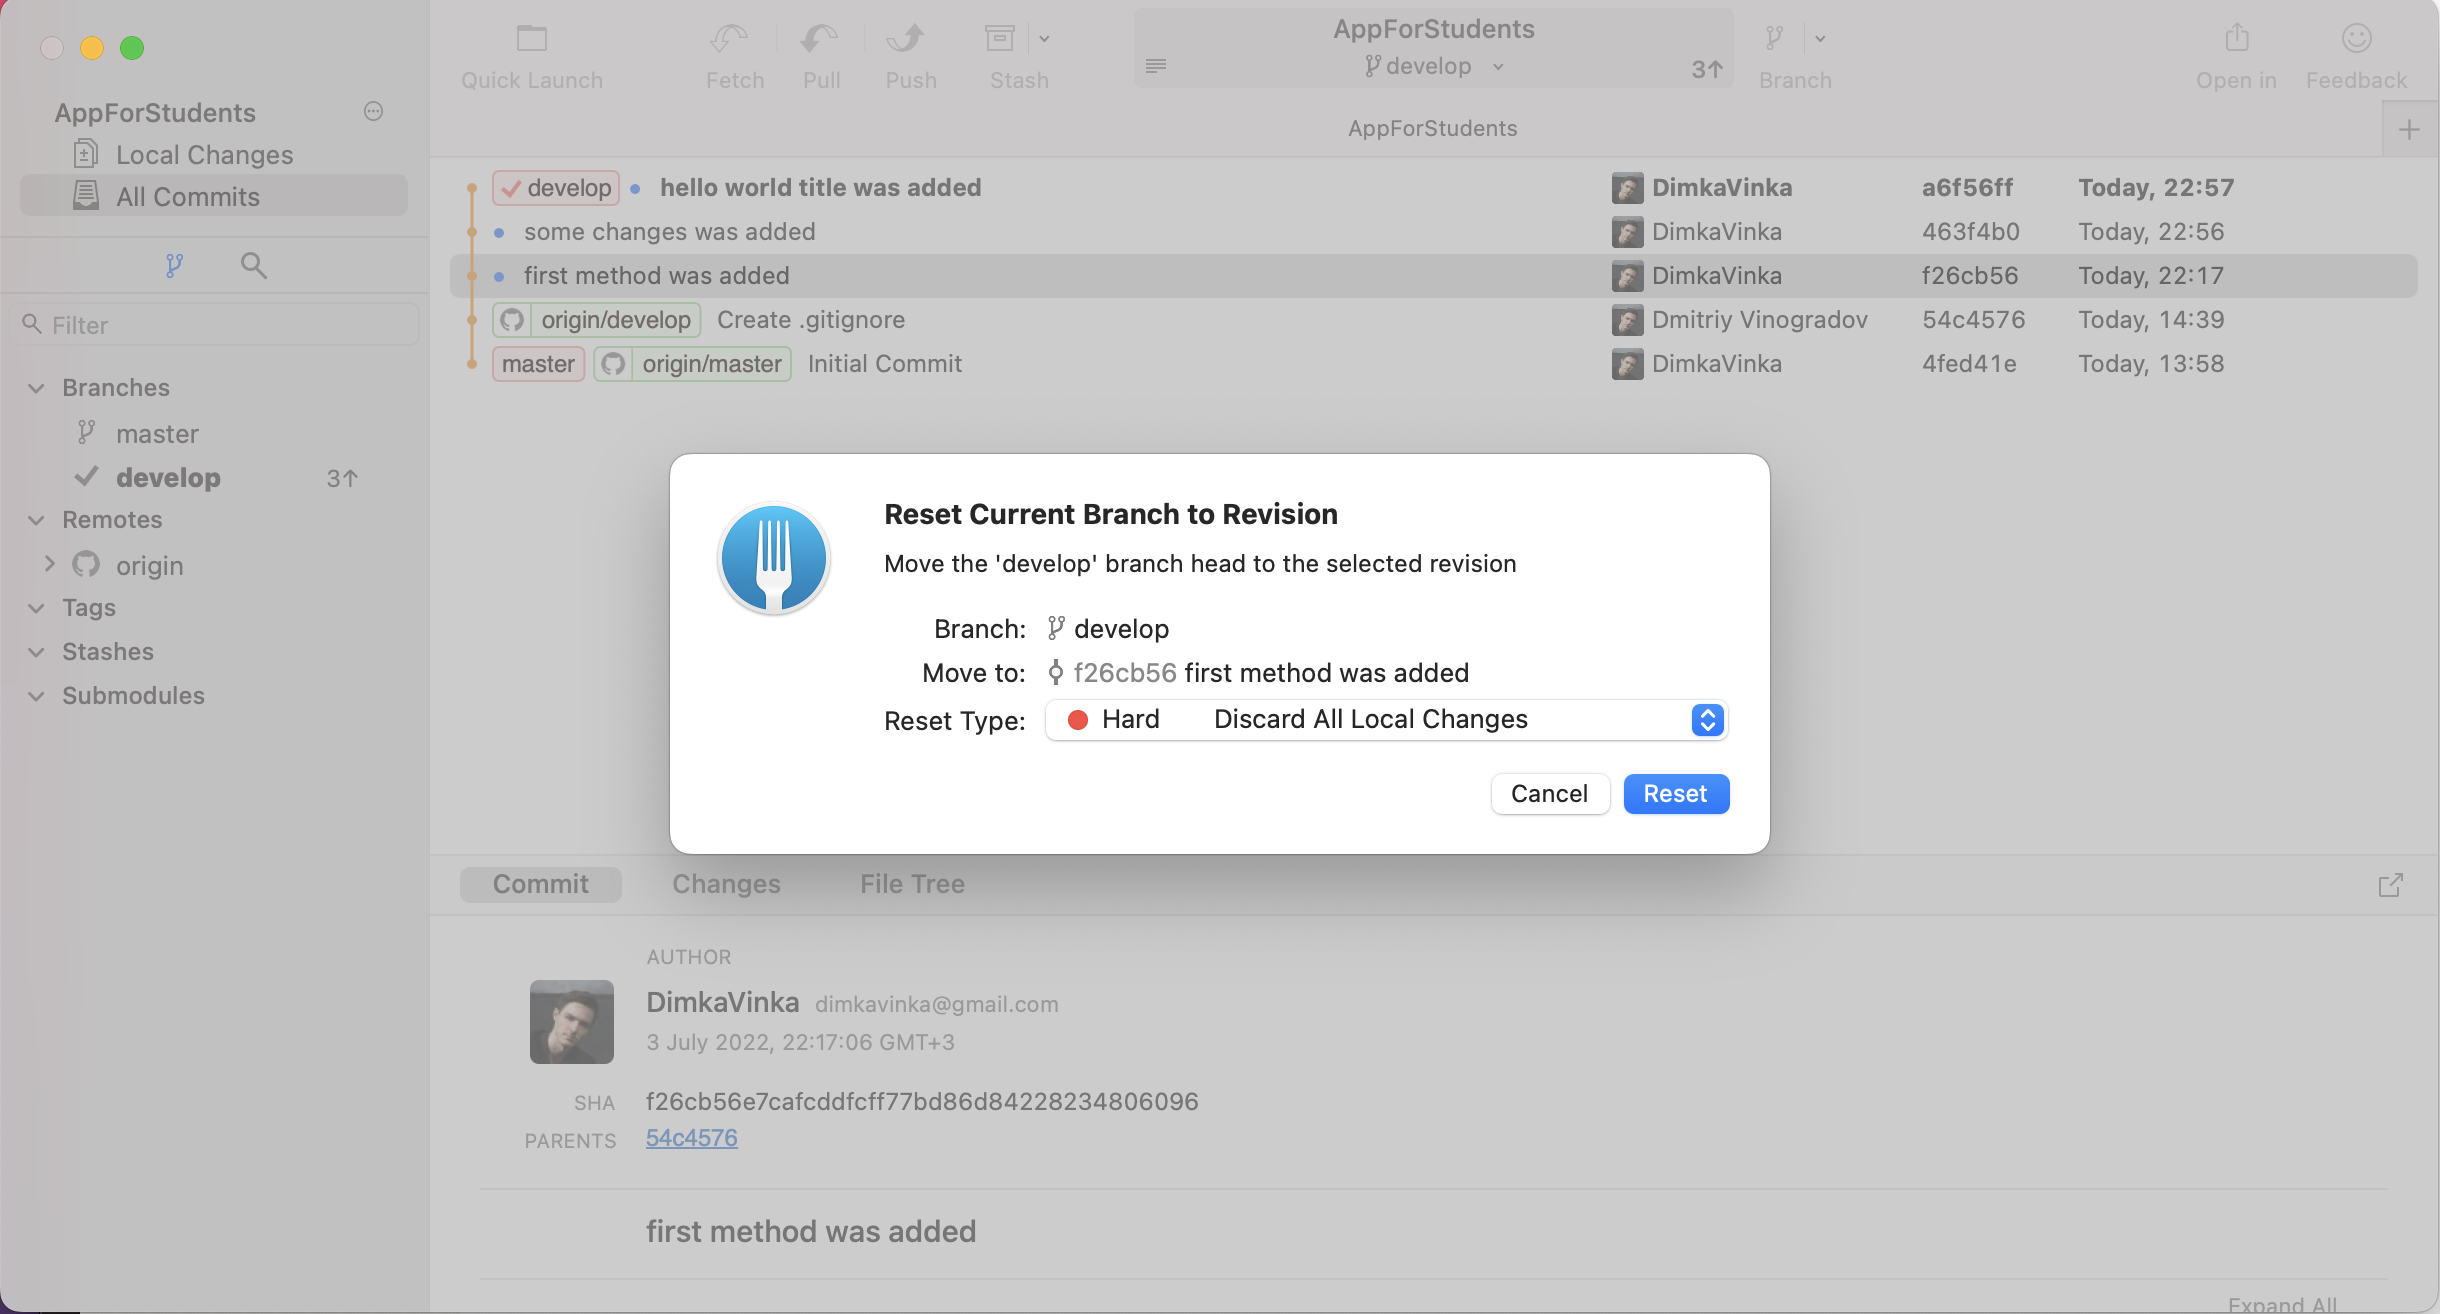 Quick Launch
Fetch
Pull
Push
Stash
AppForStudents
develop
3↑
Branch
Open in
Feedback
AppForStudents
AppForStudents
Local Changes
All Commits
Filter
Branches
master
develop 3↑
Remotes
origin
Tags
Stashes
Submodules
develop hello world title was added DimkaVinka a6f56ff Today, 22:57
some changes was added DimkaVinka 463f4b0 Today, 22:56
first method was added DimkaVinka f26cb56 Today, 22:17
origin/develop Create .gitignore Dmitriy Vinogradov 54c4576 Today, 14:39
master origin/master Initial Commit DimkaVinka 4fed41e Today, 13:58
Reset Current Branch to Revision
Move the 'develop' branch head to the selected revision
Branch: develop
Move to: f26cb56 first method was added
Reset Type: Hard Discard All Local Changes
Cancel Reset
Commit Changes File Tree
AUTHOR
DimkaVinka dimkavinka@gmail.com
3 July 2022, 22:17:06 GMT+3
SHA f26cb56e7cafcddfcff77bd86d84228234806096
PARENTS 54c4576
first method was added
Expand All